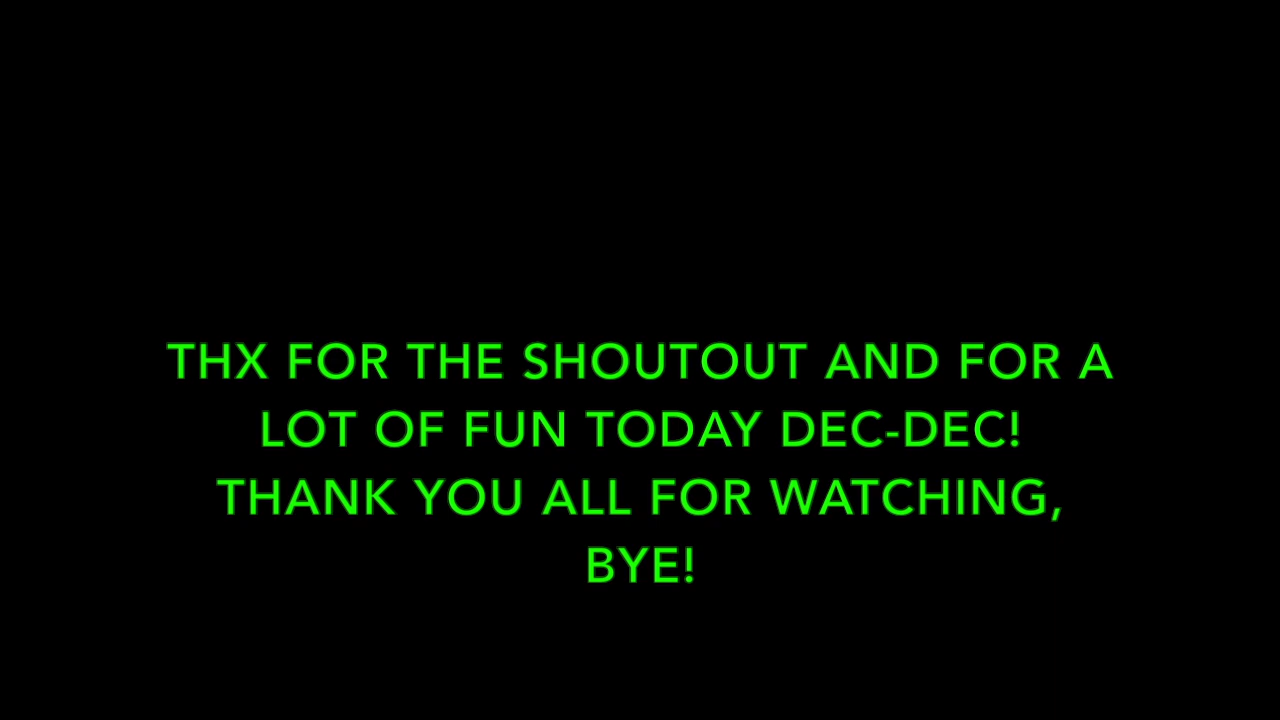 THX FOR THE SHOUTOUT AND FOR A
LOT OF FUN TODAY DEC-DEC!
THANK YOU ALL FOR WATCHING,
BYE!